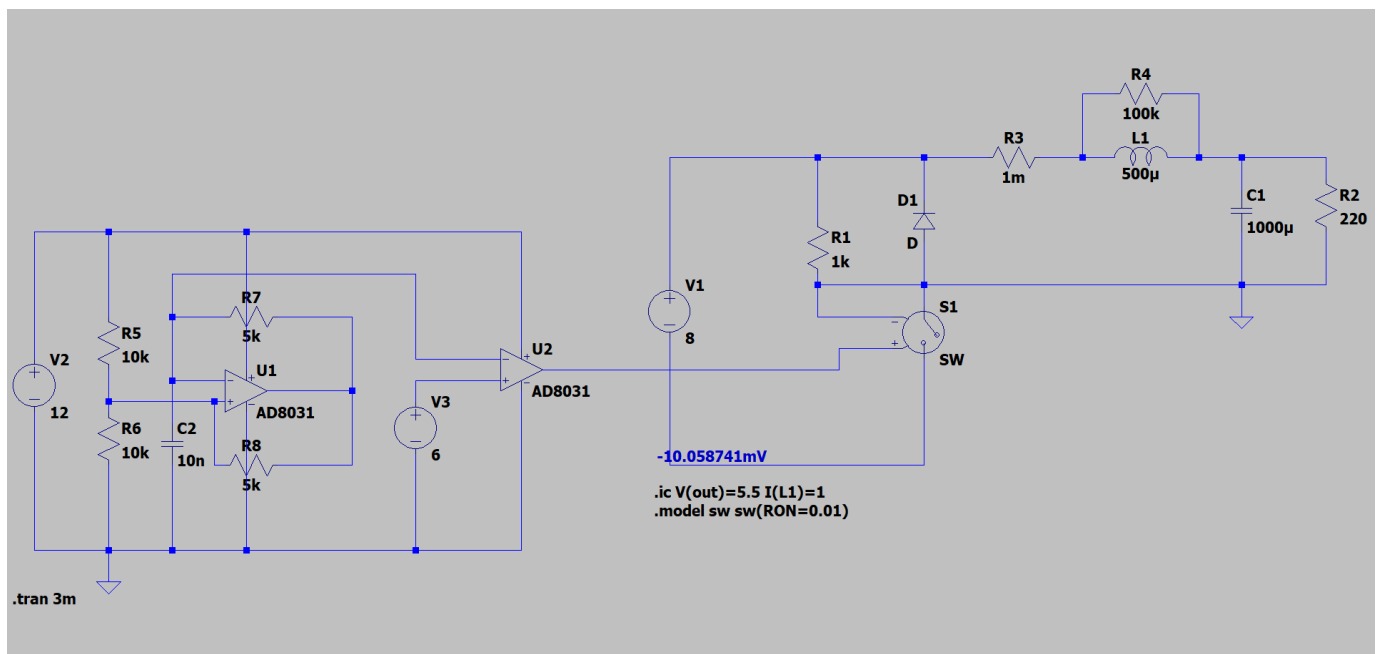 R4
100k
R3
1m
L1
500µ
D1
D
C1
1000µ
R2
220
R1
1k
V1
8
S1
SW
R7
5k
R5
10k
U2
AD8031
V2
12
U1
AD8031
V3
6
R6
10k
C2
10n
R8
5k
-10.058741mV
.ic V(out)=5.5 I(L1)=1
.model sw sw(RON=0.01)
.tran 3m